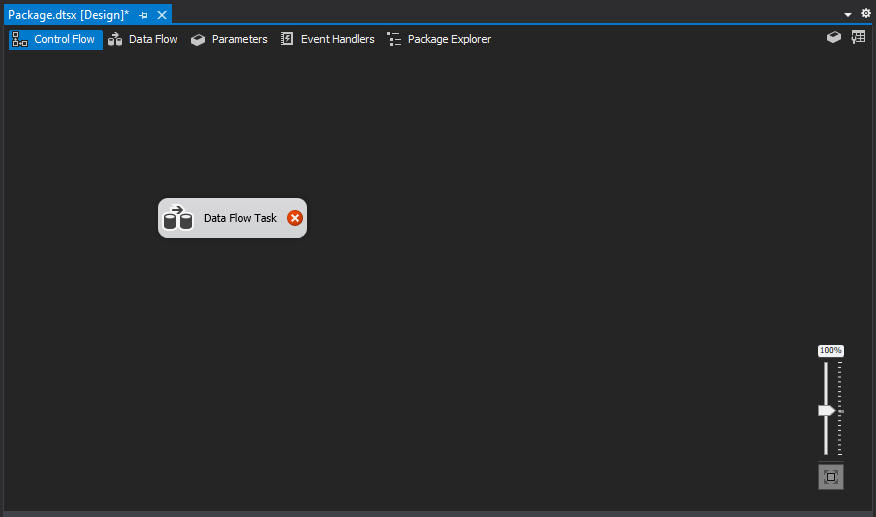 Package.dtsx [Design]*
Control Flow Data Flow Parameters Event Handlers Package Explorer
Data Flow Task
100%